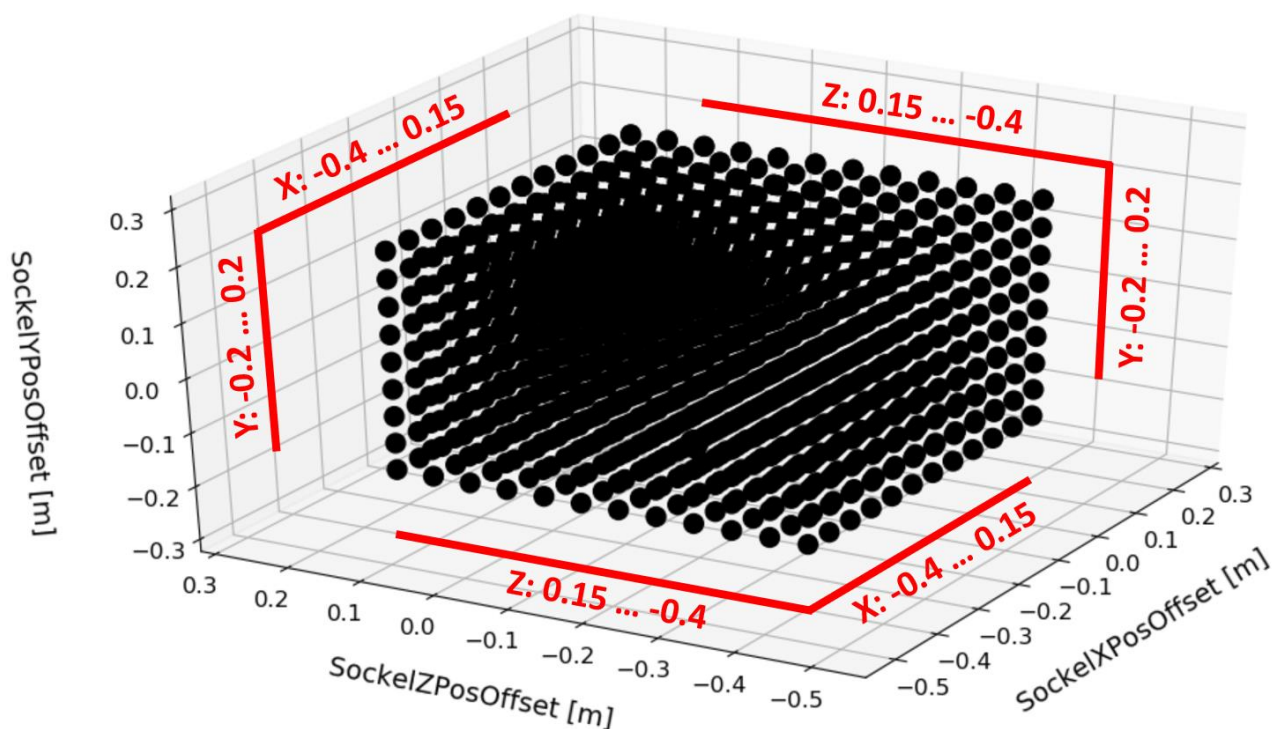 Z: 0.15 ... -0.4
X: -0.4 ... 0.15
Y: -0.2 ... 0.2
Y: -0.2 ... 0.2
Z: 0.15 ... -0.4
X: -0.4 ... 0.15
SockelYPosOffset [m]
0.3
0.2
0.1
0.0
−0.1
−0.2
−0.3
SockelZPosOffset [m]
0.3
0.2
0.1
0.0
−0.1
−0.2
−0.3
−0.4
−0.5
SockelXPosOffset [m]
−0.5
−0.4
−0.3
−0.2
−0.1
0.0
0.1
0.2
0.3